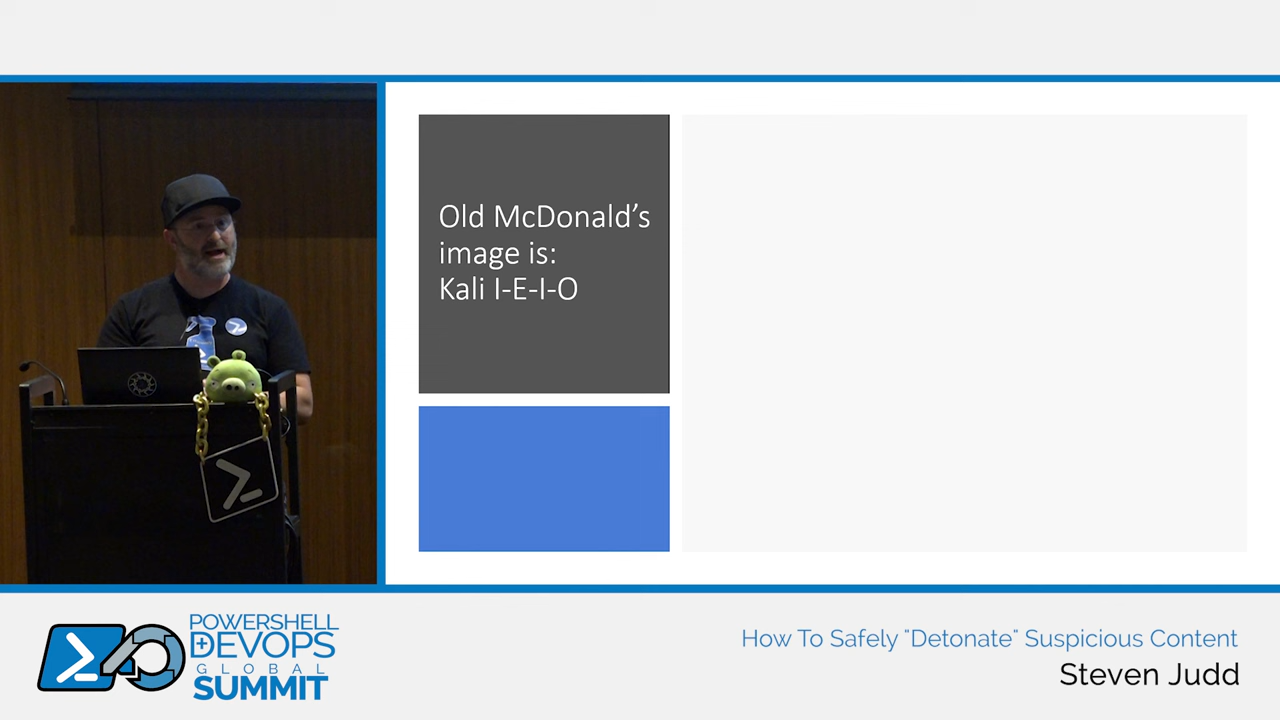 Old McDonald’s
image is:
Kali I-E-I-O
POWERSHELL
+DEVOPS
GLOBAL
SUMMIT
How To Safely "Detonate" Suspicious Content
Steven Judd